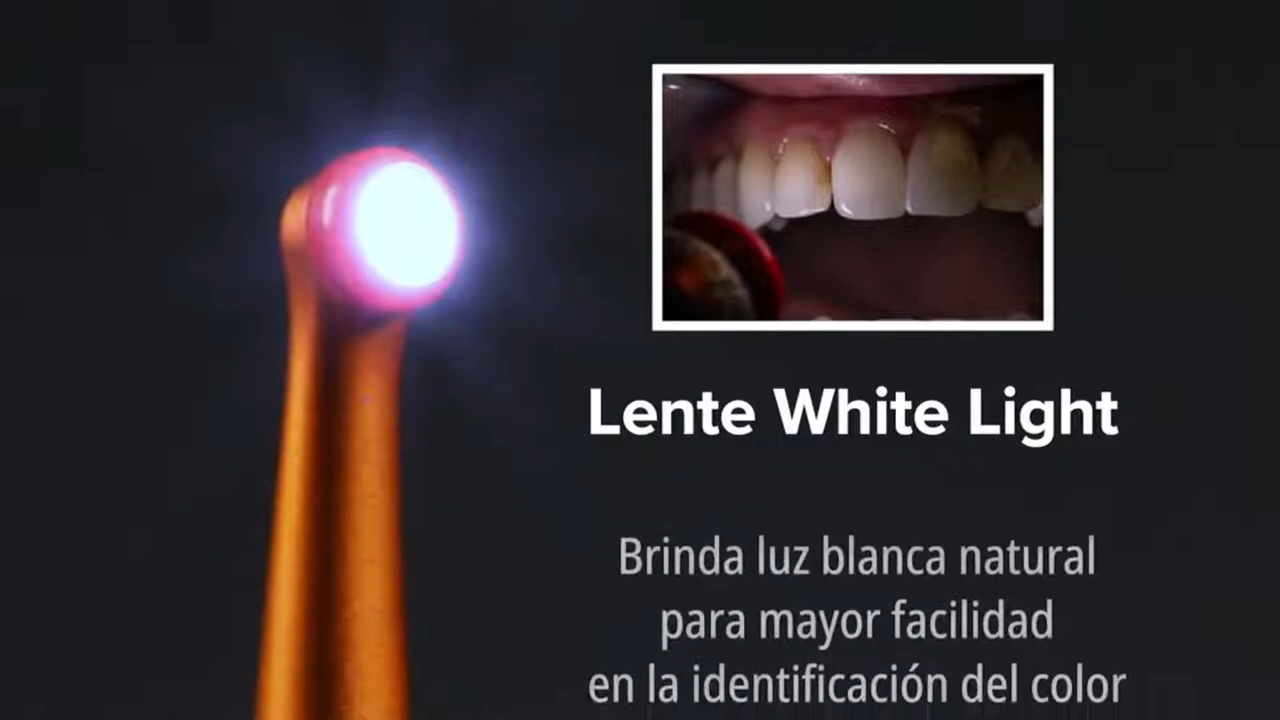 Lente White Light
Brinda luz blanca natural
para mayor facilidad
en la identificación del color